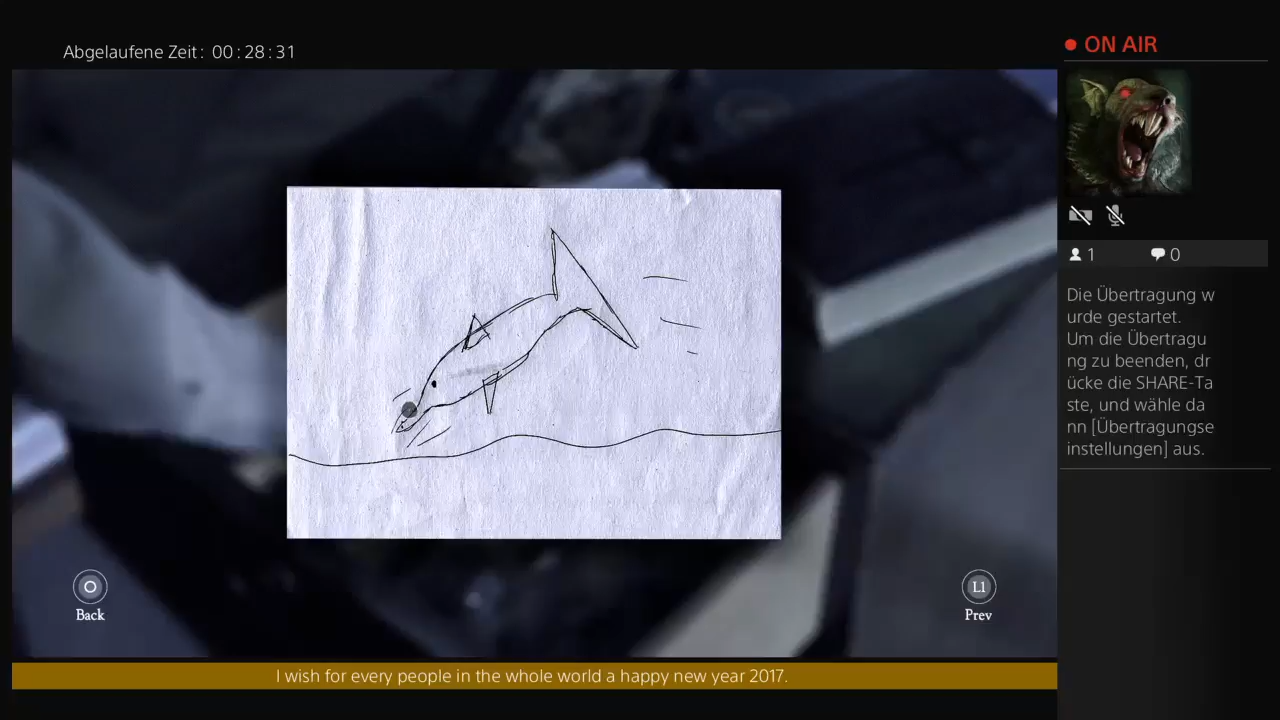 Abgelaufene Zeit: 00:28:31
ON AIR
1
0
Die Übertragung w
urde gestartet.
Um die Übertragu
ng zu beenden, dr
ücke die SHARE-Ta
ste, und wähle da
nn [Übertragungse
instellungen] aus.
O
Back
L1
Prev
I wish for every people in the whole world a happy new year 2017.